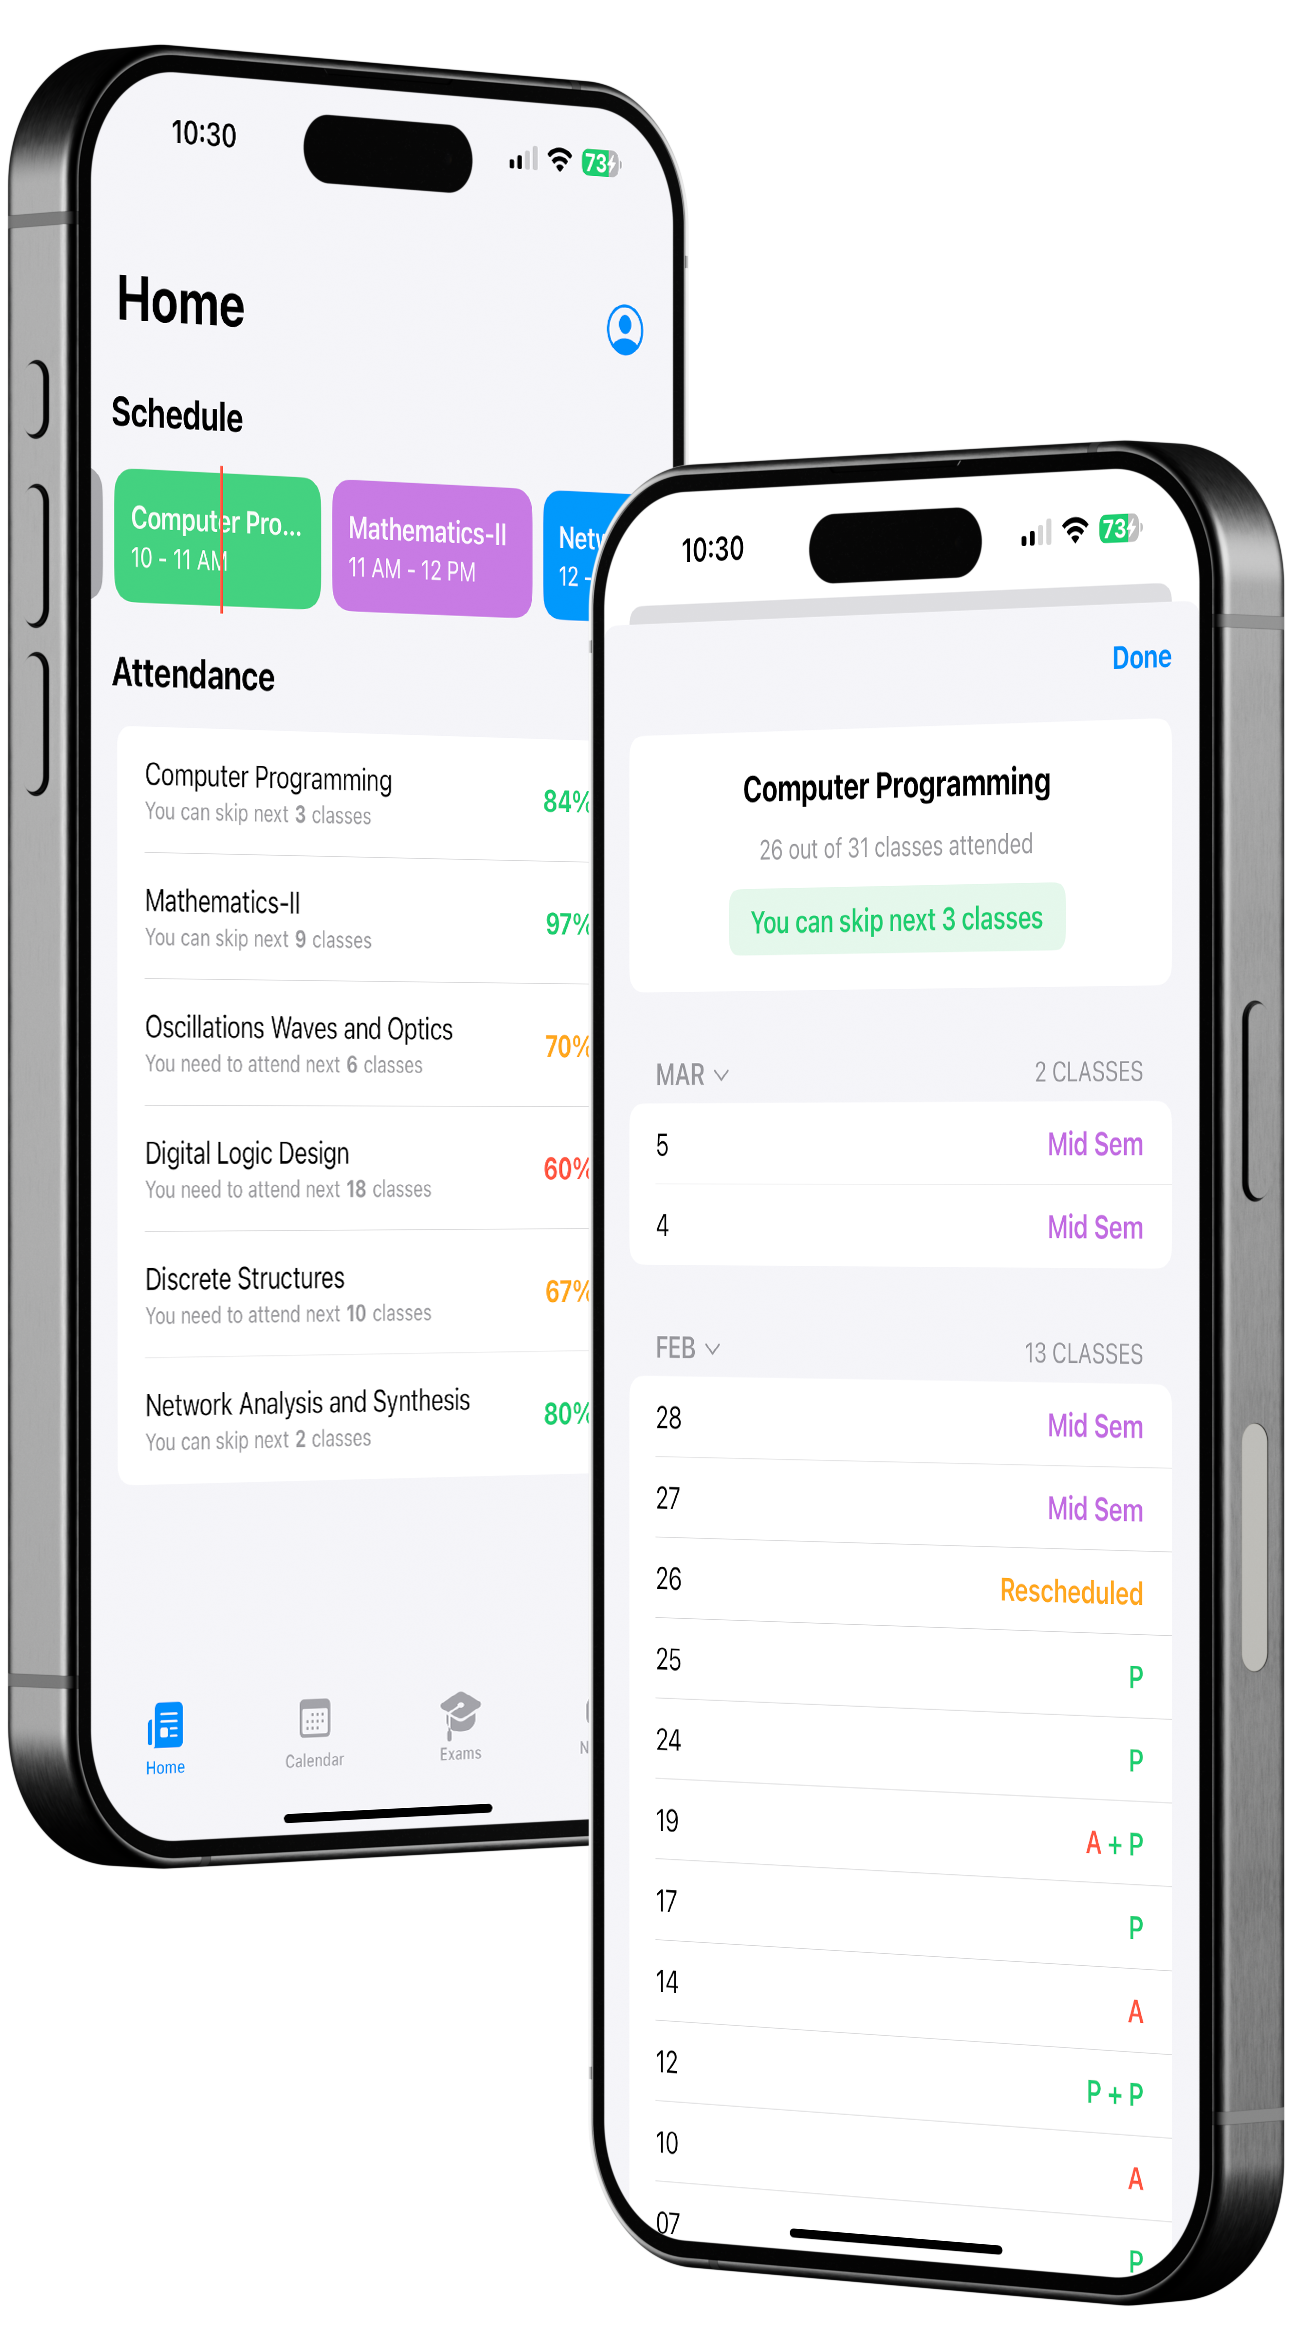 10:30
73
Home
Schedule
Computer Pro...
10 - 11 AM
Mathematics-II
11 AM - 12 PM
12 -
Attendance
Computer Programming
You can skip next 3 classes
84%
Mathematics-II
You can skip next 9 classes
97%
Oscillations Waves and Optics
You need to attend next 6 classes
70%
Digital Logic Design
You need to attend next 18 classes
60%
Discrete Structures
You need to attend next 10 classes
67%
Network Analysis and Synthesis
You can skip next 2 classes
80%
Home
Calendar
Exams
10:30
73
Done
Computer Programming
26 out of 31 classes attended
You can skip next 3 classes
MAR
2 CLASSES
5
Mid Sem
4
Mid Sem
FEB
13 CLASSES
28
Mid Sem
27
Mid Sem
26
Rescheduled
25
P
24
P
19
A + P
17
P
14
A
12
P + P
10
A
07
P